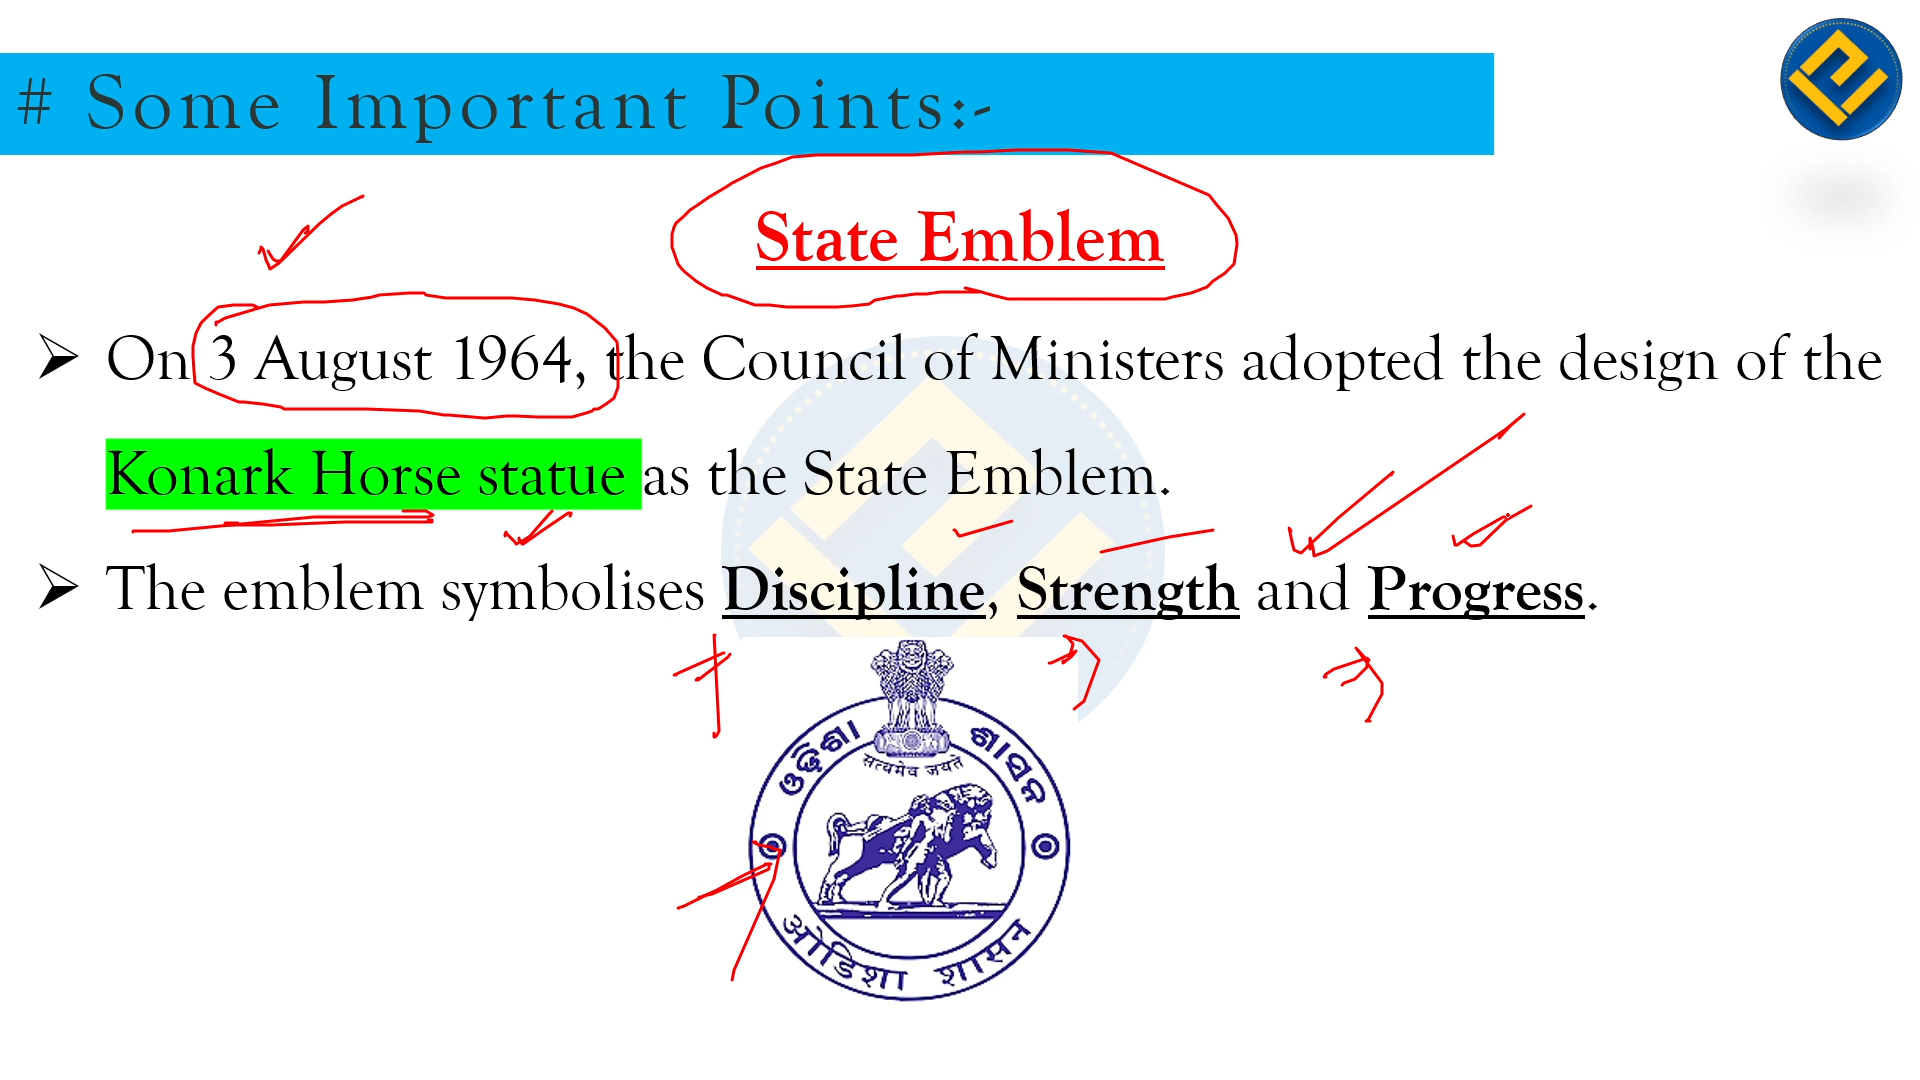 # Some Important Points:-
State Emblem
➢ On 3 August 1964, the Council of Ministers adopted the design of the
Konark Horse statue as the State Emblem.
➢ The emblem symbolises Discipline, Strength and Progress.
ଓଡ଼ିଶା ଶାସନ
सत्यमेव जयते
ओडिशा शासन